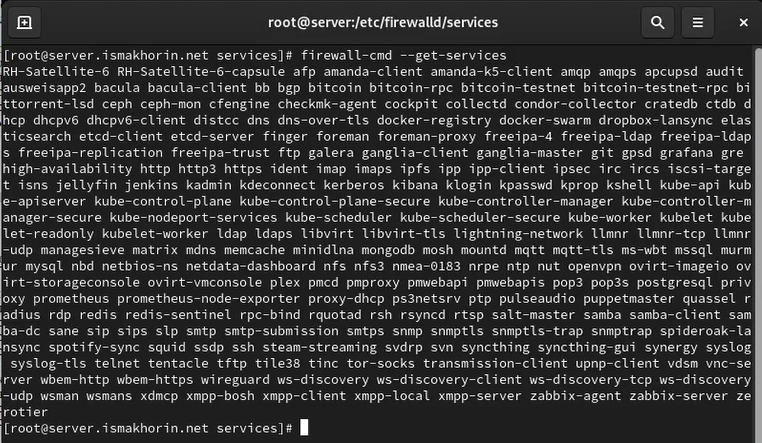 root@server:/etc/firewalld/services
[root@server.ismakhorin.net services]# firewall-cmd --get-services
RH-Satellite-6 RH-Satellite-6-capsule afp amanda-client amanda-k5-client amqp amqps apcupsd audit
ausweisapp2 bacula bacula-client bb bgp bitcoin bitcoin-rpc bitcoin-testnet bitcoin-testnet-rpc bi
ttorrent-lsd ceph ceph-mon cfengine checkmk-agent cockpit collectd condor-collector cratedb ctdb d
hcp dhcpv6 dhcpv6-client distcc dns dns-over-tls docker-registry docker-swarm dropbox-lansync elas
ticsearch etcd-client etcd-server finger foreman foreman-proxy freeipa-4 freeipa-ldap freeipa-ldap
s freeipa-replication freeipa-trust ftp galera ganglia-client ganglia-master git gpsd grafana gre
high-availability http http3 https ident imap imaps ipfs ipp ipp-client ipsec irc ircs iscsi-targe
t isns jellyfin jenkins kadmin kdeconnect kerberos kibana klogin kpasswd kprop kshell kube-api kub
e-apiserver kube-control-plane kube-control-plane-secure kube-controller-manager kube-controller-m
anager-secure kube-nodeport-services kube-scheduler kube-scheduler-secure kube-worker kubelet kube
let-readonly kubelet-worker ldap ldaps libvirt libvirt-tls lightning-network llmnr llmnr-tcp llmnr
-udp managesieve matrix mdns memcache minidlna mongodb mosh mountd mqtt mqtt-tls ms-wbt mssql murm
ur mysql nbd netbios-ns netdata-dashboard nfs nfs3 nmea-0183 nrpe ntp nut openvpn ovirt-imageio ov
irt-storageconsole ovirt-vmconsole plex pmcd pmproxy pmwebapi pmwebapis pop3 pop3s postgresql priv
oxy prometheus prometheus-node-exporter proxy-dhcp ps3netsrv ptp pulseaudio puppetmaster quassel r
adius rdp redis redis-sentinel rpc-bind rquotad rsh rsyncd rtsp salt-master samba samba-client sam
ba-dc sane sip sips slp smtp smtp-submission smtps snmp snmptls snmptls-trap snmptrap spideroak-la
nsync spotify-sync squid ssdp ssh steam-streaming svdrp svn syncthing syncthing-gui synergy syslog
syslog-tls telnet tentacle tftp tile38 tinc tor-socks transmission-client upnp-client vdsm vnc-se
rver wbem-http wbem-https wireguard ws-discovery ws-discovery-client ws-discovery-tcp ws-discovery
-udp wsman wsmans xdmcp xmpp-bosh xmpp-client xmpp-local xmpp-server zabbix-agent zabbix-server ze
rotier
[root@server.ismakhorin.net services]#